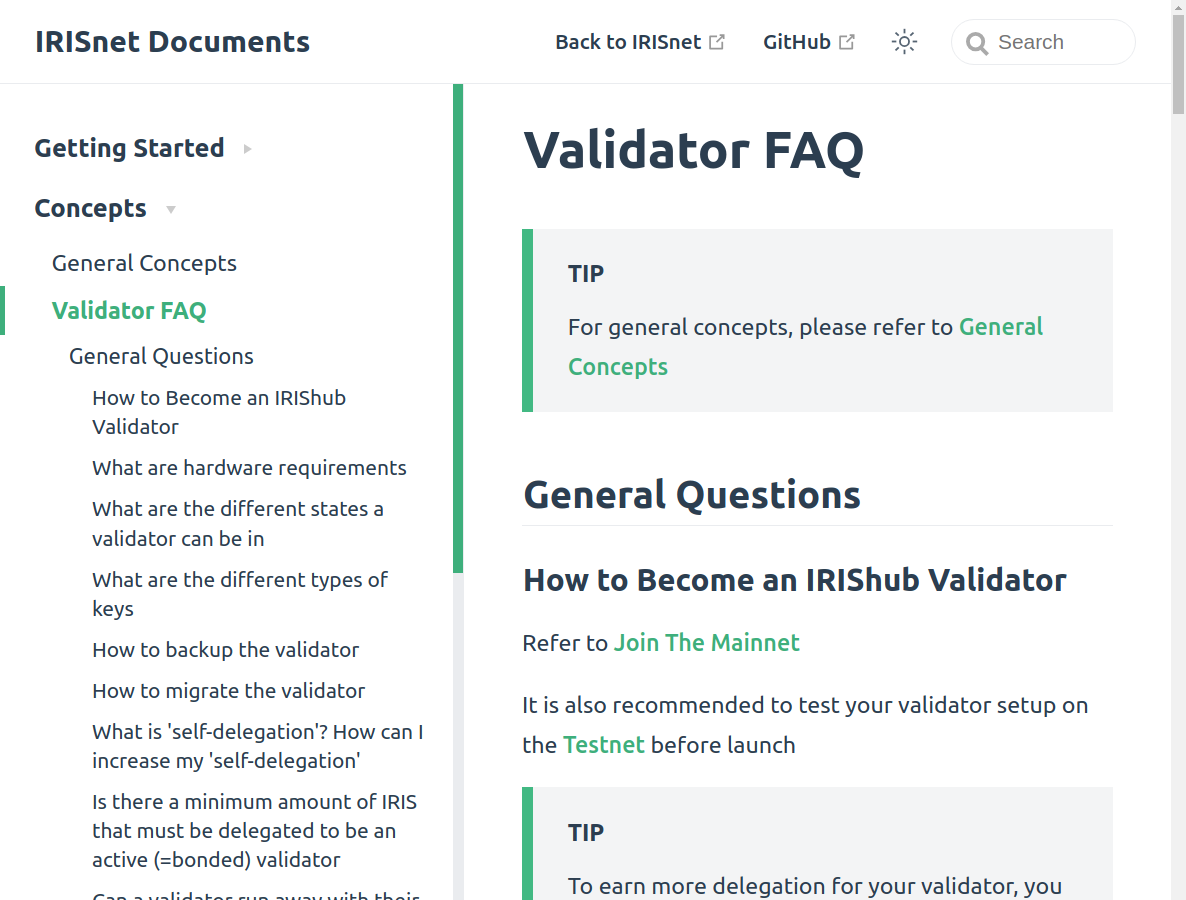 IRISnet Documents
Back to IRISnet
GitHub
Search
Getting Started
Concepts
General Concepts
Validator FAQ
General Questions
How to Become an IRIShub
Validator
What are hardware requirements
What are the different states a
validator can be in
What are the different types of
keys
How to backup the validator
How to migrate the validator
What is 'self-delegation'? How can I
increase my 'self-delegation'
Is there a minimum amount of IRIS
that must be delegated to be an
active (=bonded) validator
Can a validator run away with their
Validator FAQ
TIP
For general concepts, please refer to General
Concepts
General Questions
How to Become an IRIShub Validator
Refer to Join The Mainnet
It is also recommended to test your validator setup on
the Testnet before launch
TIP
To earn more delegation for your validator, you